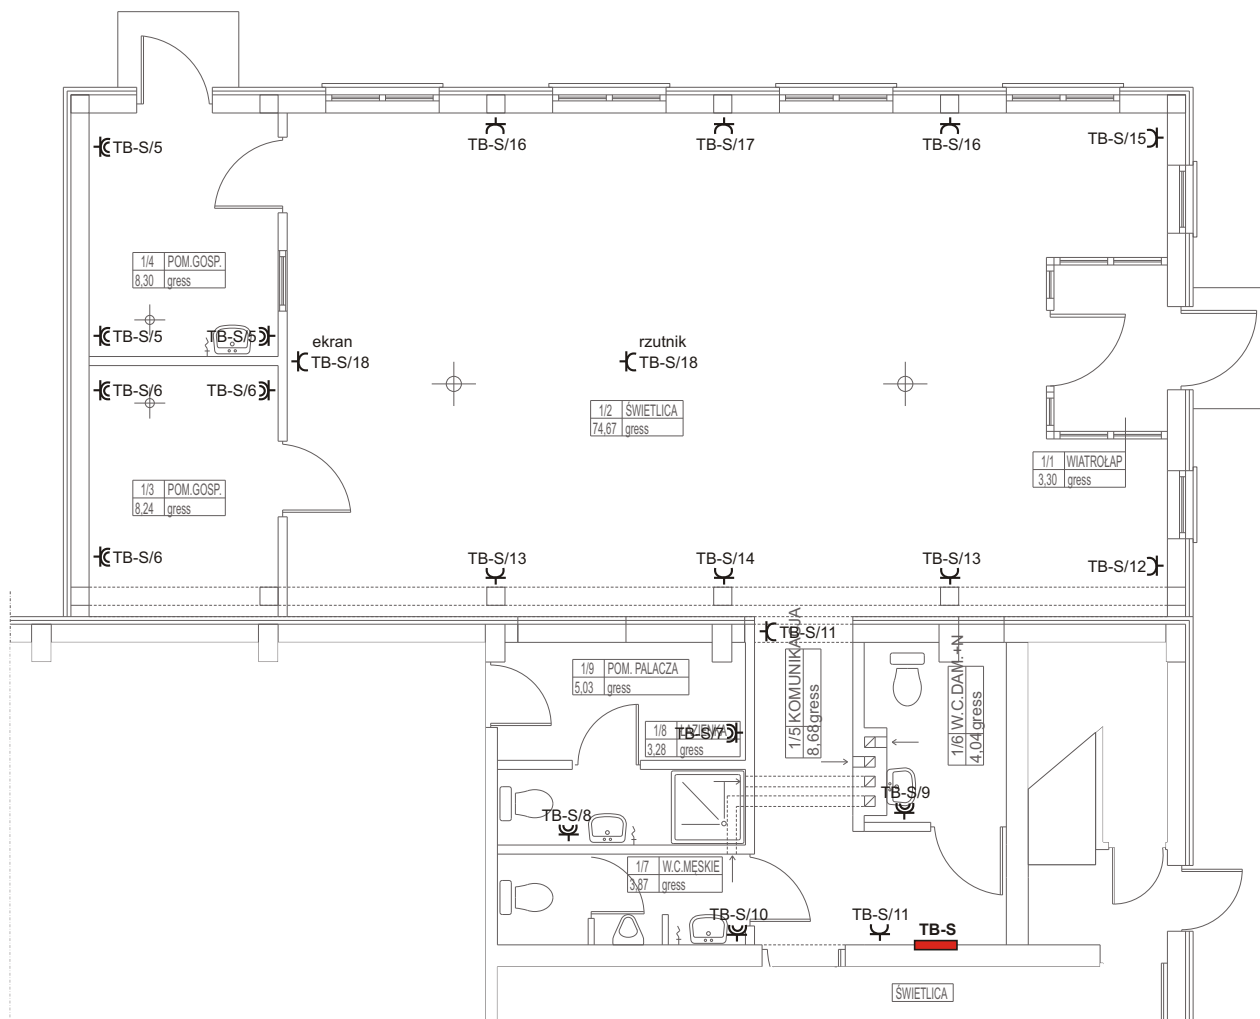 TB-S/16
TB-S/17
TB-S/16
TB-S/15
TB-S/5
1/4 POM.GOSP.
8,30 gress
TB-S/5
TB-S/5
ekran
TB-S/18
rzutnik
TB-S/18
TB-S/6
TB-S/6
1/2 ŚWIETLICA
74,67 gress
1/1 WIATROŁAP
3,30 gress
1/3 POM.GOSP.
8,24 gress
TB-S/6
TB-S/13
TB-S/14
TB-S/13
TB-S/12
TB-S/11
1/9 POM. PALACZA
5,03 gress
1/5 KOMUNIKACJA
8,68 gress
1/6 W.C.DAM.+N
4,04 gress
1/8 ŁAZIENKA
3,28 gress
TB-S/7
TB-S/8
TB-S/9
1/7 W.C.MĘSKIE
3,87 gress
TB-S/10
TB-S/11
TB-S
ŚWIETLICA